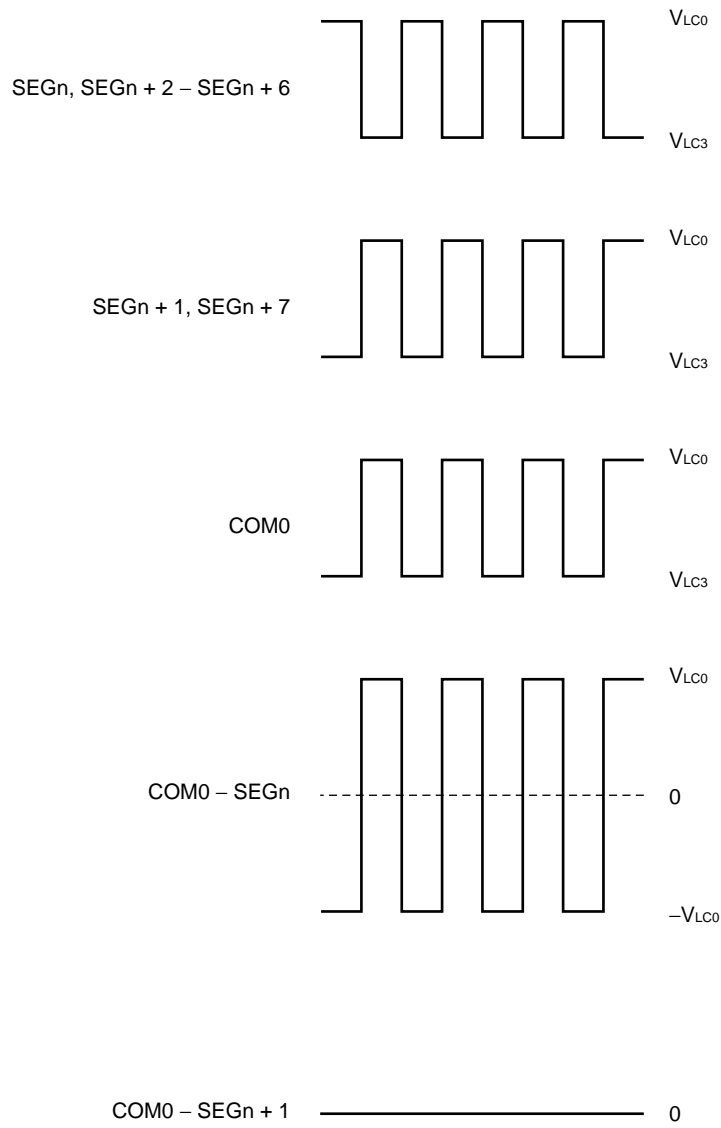 VLC0
SEGn, SEGn + 2 – SEGn + 6
VLC3
VLC0
SEGn + 1, SEGn + 7
VLC3
VLC0
COM0
VLC3
VLC0
COM0 – SEGn
0
–VLC0
COM0 – SEGn + 1
0